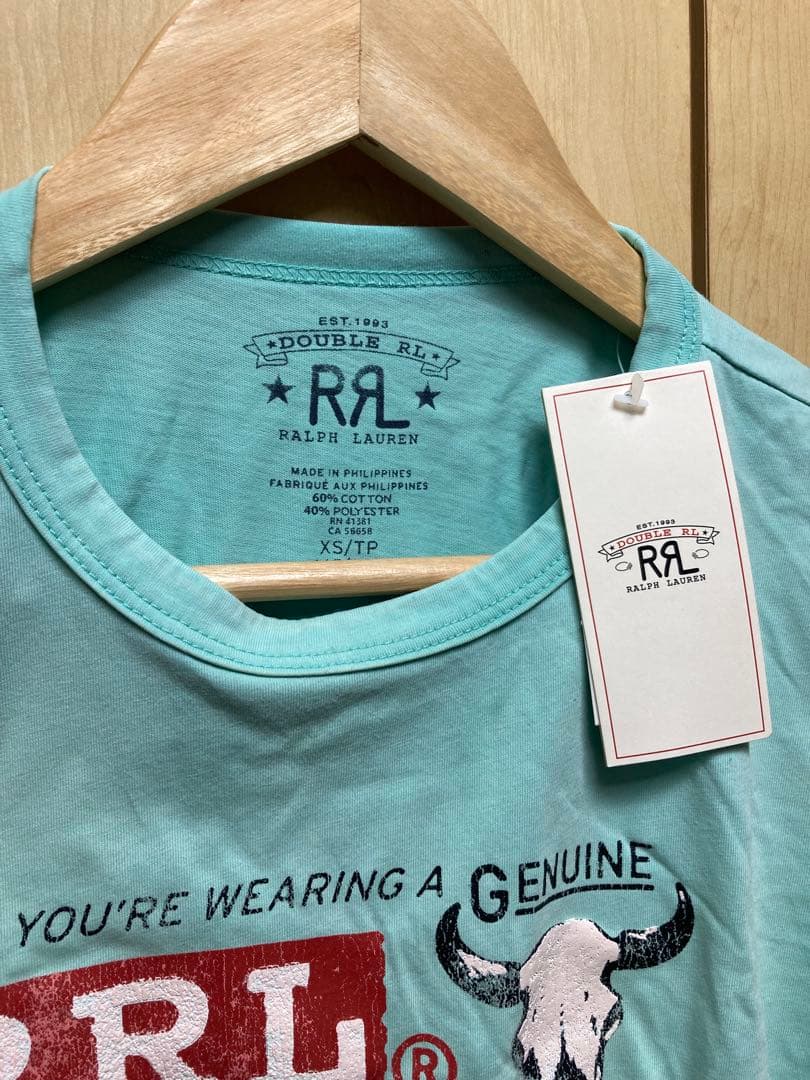 EST. 1993
DOUBLE RL
RRL
RALPH LAUREN
MADE IN PHILIPPINES
FABRIQUÉ AUX PHILIPPINES
60% COTTON
40% POLYESTER
RN 41381
CA 56658
XS/TP
EST. 1993
DOUBLE RL
RRL
RALPH LAUREN
YOU'RE WEARING A GENUINE
RRL®